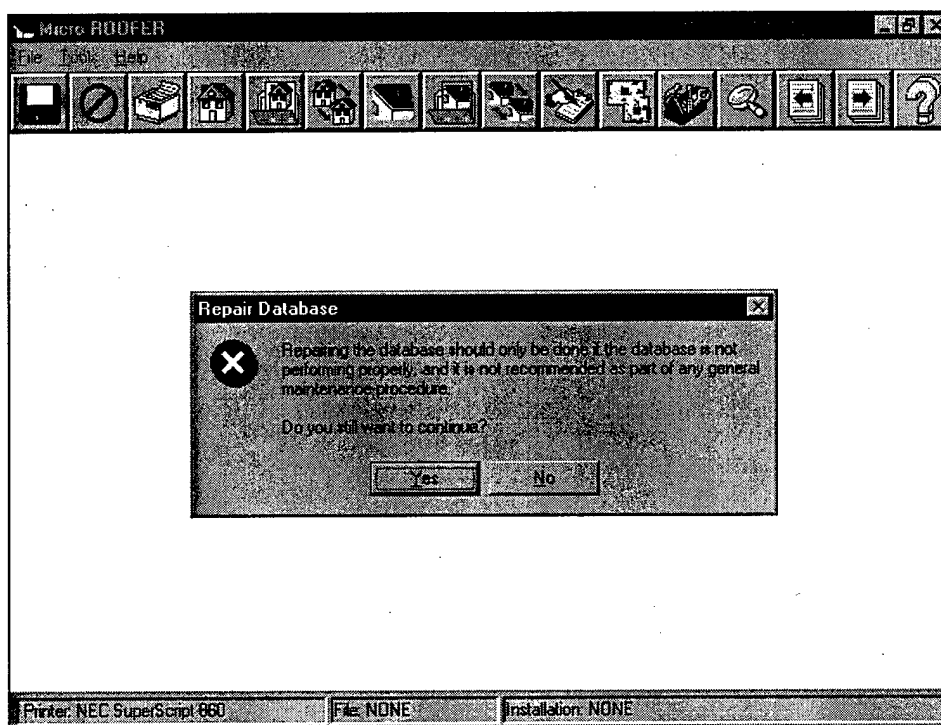 Micro ROOFER
File Tools Help
Repair Database
Repairing the database should only be done if the database is not
performing properly, and it is not recommended as part of any general
maintenance procedure.
Do you still want to continue?
Yes No
Printer: NEC SuperScript 860 File: NONE Installation: NONE